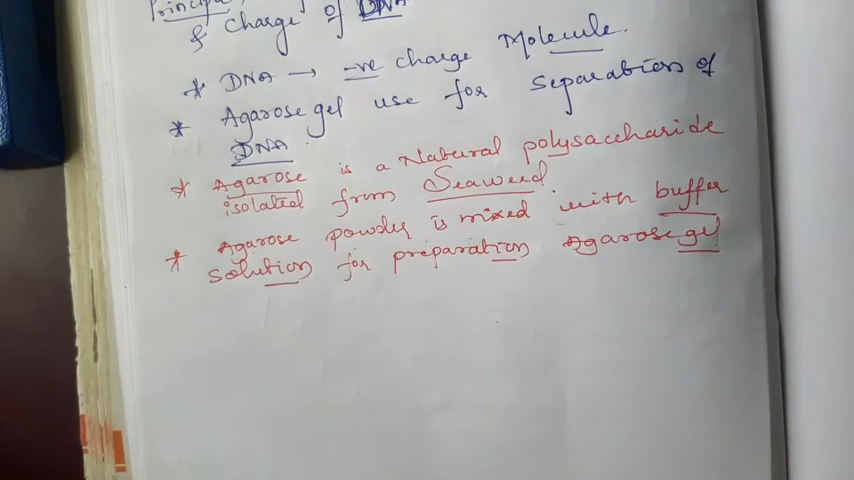 Principle,
& Charge of DNA
* DNA → -ve charge Molecule.
* Agarose gel use for separation of
DNA.
* Agarose is a Natural polysaccharide
isolated from Seaweed.
* Agarose powder is mixed with buffer
solution for preparation Agarose gel